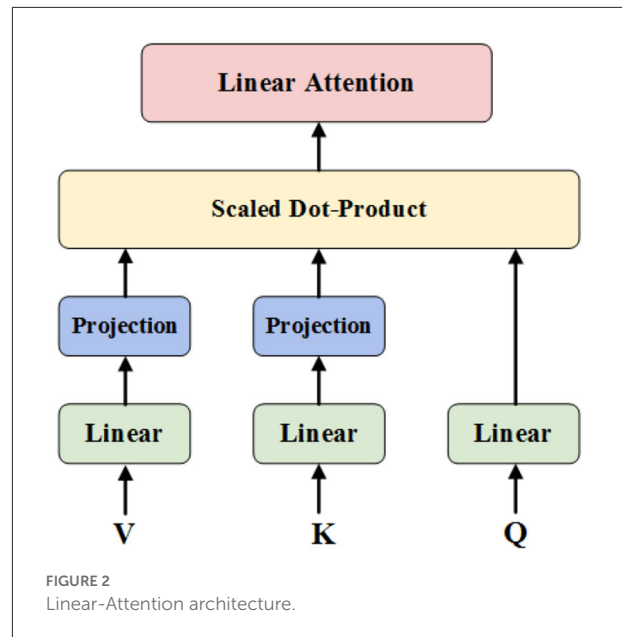 Linear Attention
Scaled Dot-Product
Projection Projection
Linear Linear Linear
V K Q
FIGURE 2
Linear-Attention architecture.